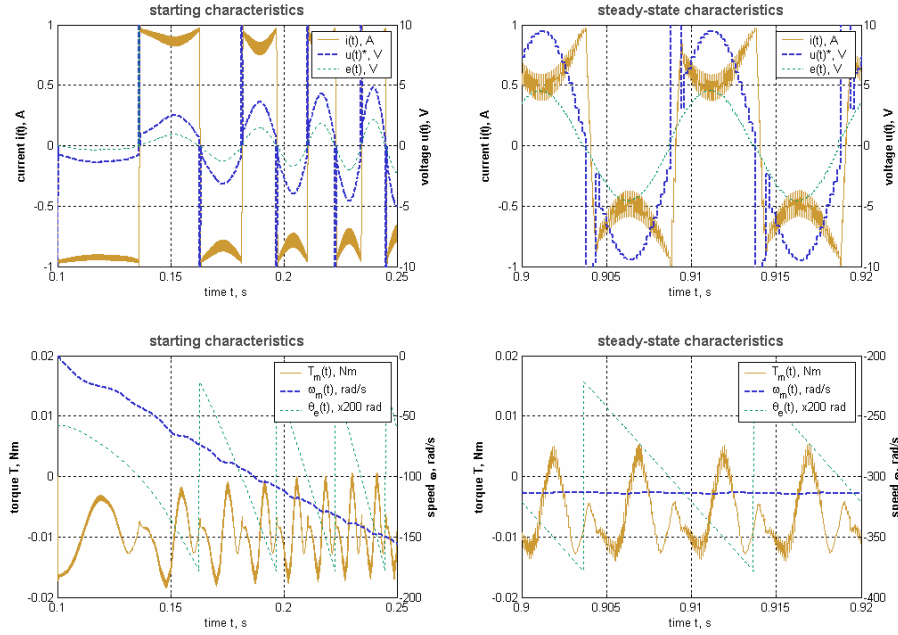 starting characteristics
steady-state characteristics
1
0.5
0
-0.5
-1
current i(t), A
10
5
0
5
10
voltage u(t), V
i(t), A
u(t)*, V
e(t), V
0.1
0.15
0.2
0.25
time t, s
1
0.5
0
-0.5
-1
current i(t), A
10
5
0
-5
-10
voltage u(t), V
i(t), A
u(t)*, V
e(t), V
0.9
0.905
0.91
0.915
0.92
time t, s
starting characteristics
steady-state characteristics
0.02
0.01
0
-0.01
-0.02
torque T, Nm
0
-50
-100
-150
-200
speed ω, rad/s
Tm(t), Nm
ωm(t), rad/s
θe(t), x200 rad
0.1
0.15
0.2
0.25
time t, s
0.02
0.01
0
-0.01
-0.02
torque T, Nm
-200
-250
-300
-350
-400
speed ω, rad/s
Tm(t), Nm
ωm(t), rad/s
θe(t), x200 rad
0.9
0.905
0.91
0.915
0.92
time t, s